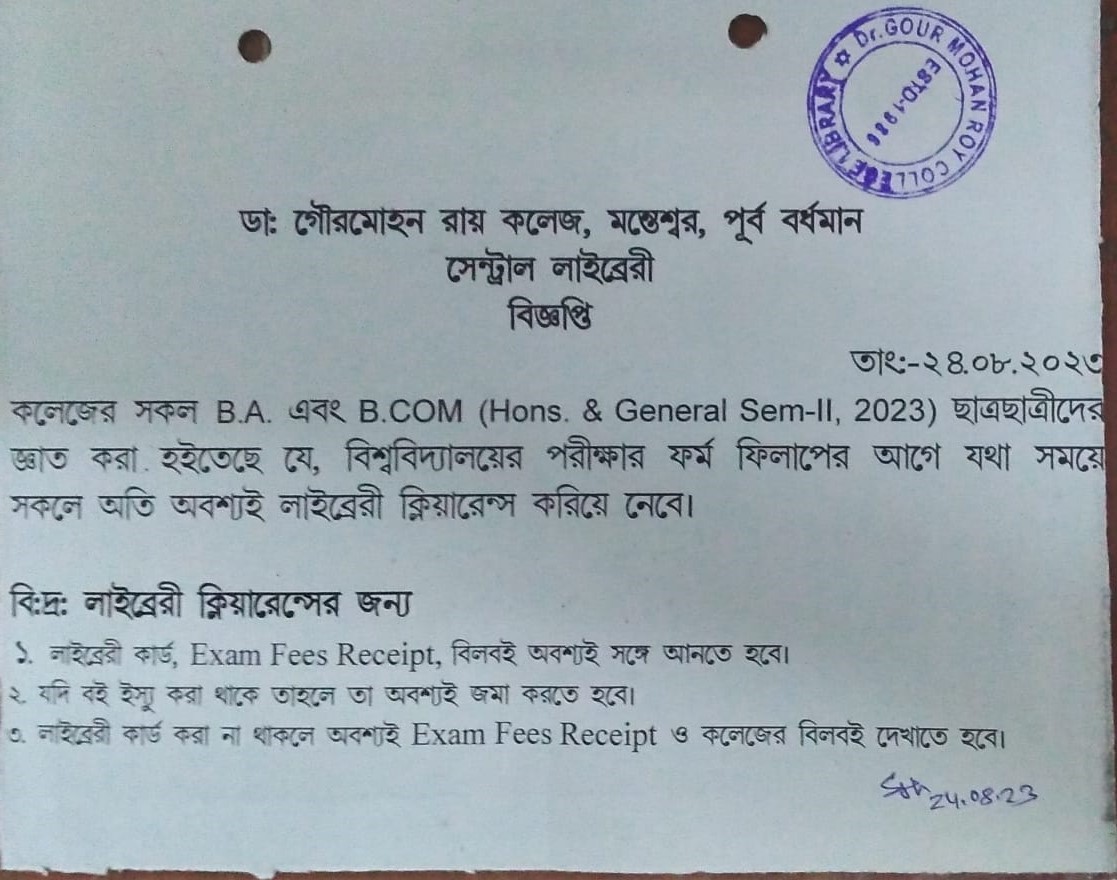 Dr. GOUR MOHAN ROY COLLEGE LIBRARY
ESTD-1986
ডা: গৌরমোহন রায় কলেজ, মন্তেশ্বর, পূর্ব বর্ধমান
সেন্ট্রাল লাইব্রেরী
বিজ্ঞপ্তি
তাং:-২৪.০৮.২০২৩
কলেজের সকল B.A. এবং B.COM (Hons. & General Sem-II, 2023) ছাত্রছাত্রীদের
জ্ঞাত করা হইতেছে যে, বিশ্ববিদ্যালয়ের পরীক্ষার ফর্ম ফিলাপের আগে যথা সময়ে
সকলে অতি অবশ্যই লাইব্রেরী ক্লিয়ারেন্স করিয়ে নেবে।
বি:দ্র: লাইব্রেরী ক্লিয়ারেন্সের জন্য
১. লাইব্রেরী কার্ড, Exam Fees Receipt, বিলবই অবশ্যই সঙ্গে আনতে হবে।
২. যদি বই ইসু করা থাকে তাহলে তা অবশ্যই জমা করতে হবে।
৩. লাইব্রেরী কার্ড করা না থাকলে অবশ্যই Exam Fees Receipt ও কলেজের বিলবই দেখাতে হবে।
24.08.23